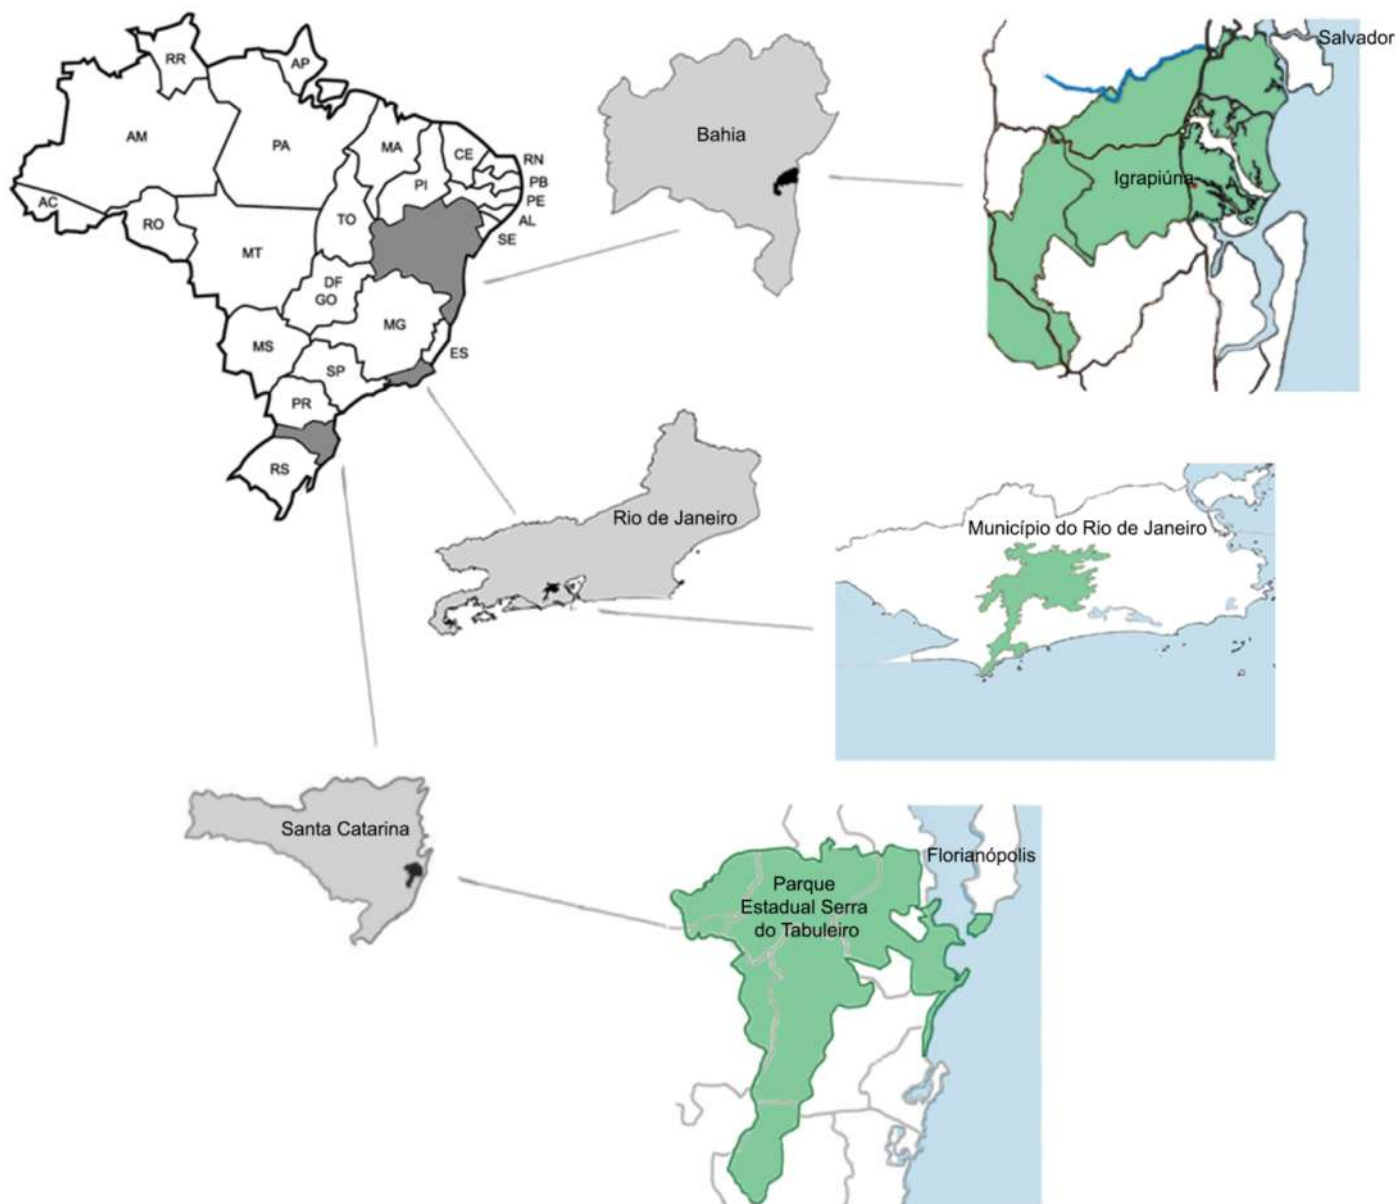 RR
AP
AM
PA
MA
CE
RN
PI
PB
PE
AC
TO
AL
RO
SE
MT
DF
GO
MG
MS
ES
SP
PR
RS
Bahia
Salvador
Igrapiúna
Rio de Janeiro
Município do Rio de Janeiro
Santa Catarina
Florianópolis
Parque
Estadual Serra
do Tabuleiro